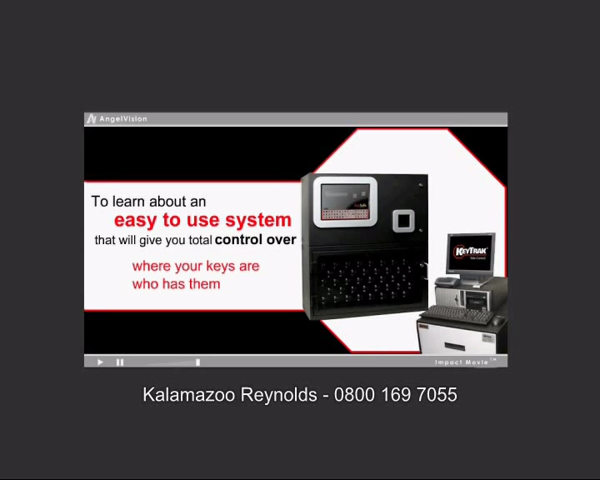 AngelVision
To learn about an
easy to use system
that will give you total control over
where your keys are
who has them
KEYTRAK
Impact Movie™
Kalamazoo Reynolds - 0800 169 7055